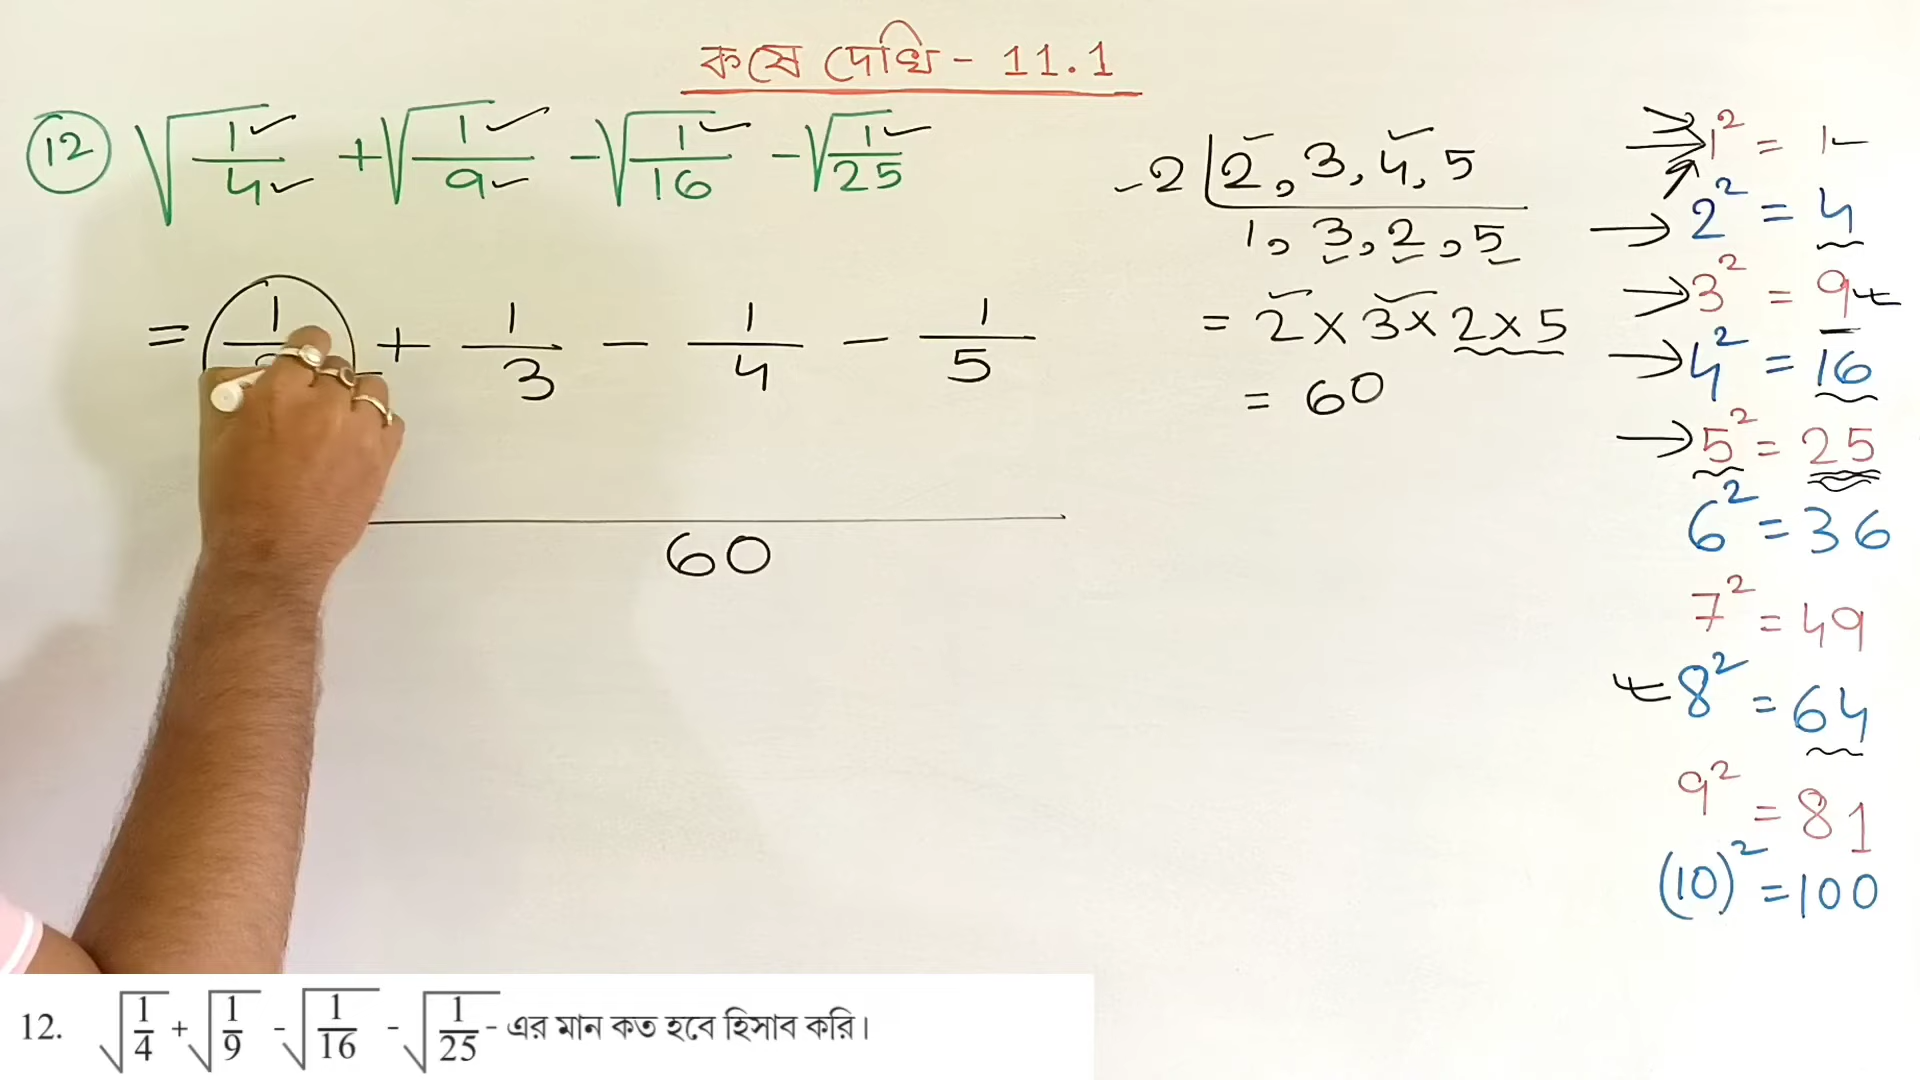 কষে দেখি - 11.1
12 √1/4 + √1/9 - √1/16 - √1/25
= 1/ + 1/3 - 1/4 - 1/5
60
2 | 2, 3, 4, 5
1, 3, 2, 5
= 2 × 3 × 2 × 5
= 60
1² = 1
2² = 4
3² = 9
4² = 16
5² = 25
6² = 36
7² = 49
8² = 64
9² = 81
(10)² = 100
12. √1/4 + √1/9 - √1/16 - √1/25 - এর মান কত হবে হিসাব করি।